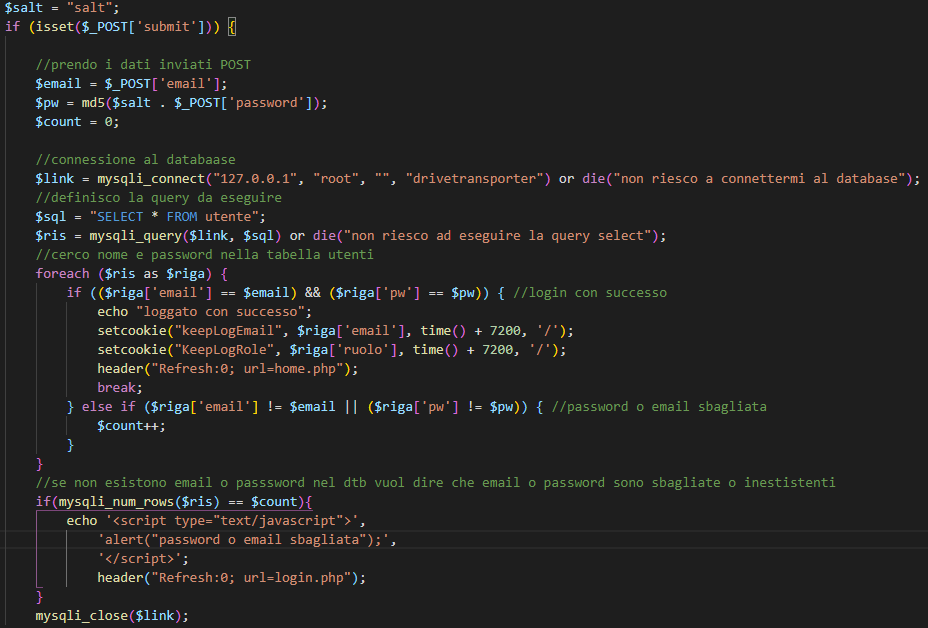 $salt = "salt";
if (isset($_POST['submit'])) {
//prendo i dati inviati POST
$email = $_POST['email'];
$pw = md5($salt . $_POST['password']);
$count = 0;
//connessione al databaase
$link = mysqli_connect("127.0.0.1", "root", "", "drivetransporter") or die("non riesco a connettermi al database");
//definisco la query da eseguire
$sql = "SELECT * FROM utente";
$ris = mysqli_query($link, $sql) or die("non riesco ad eseguire la query select");
//cerco nome e password nella tabella utenti
foreach ($ris as $riga) {
if (($riga['email'] == $email) && ($riga['pw'] == $pw)) { //login con successo
echo "loggato con successo";
setcookie("keepLogEmail", $riga['email'], time() + 7200, '/');
setcookie("KeepLogRole", $riga['ruolo'], time() + 7200, '/');
header("Refresh:0; url=home.php");
break;
} else if ($riga['email'] != $email || ($riga['pw'] != $pw)) { //password o email sbagliata
$count++;
}
}
//se non esistono email o passsword nel dtb vuol dire che email o password sono sbagliate o inestistenti
if(mysqli_num_rows($ris) == $count){
echo '<script type="text/javascript">',
'alert("password o email sbagliata");',
'</script>';
header("Refresh:0; url=login.php");
}
mysqli_close($link);